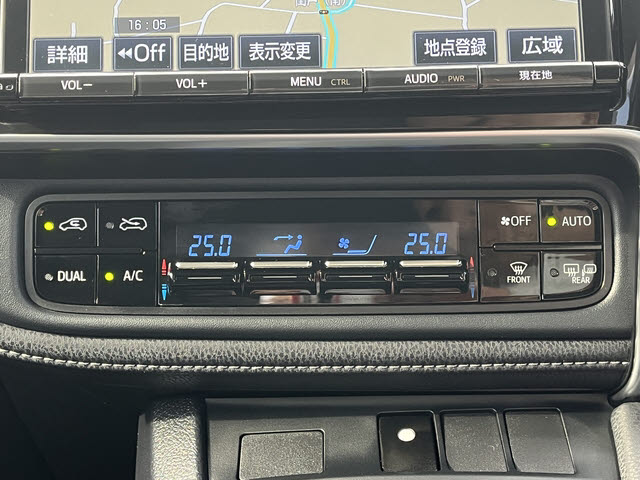 16:05
詳細 ◀◀Off 目的地 表示変更 地点登録 広域
VOL− VOL+ MENU CTRL AUDIO PWR 現在地
25.0 25.0
OFF AUTO
DUAL A/C FRONT REAR